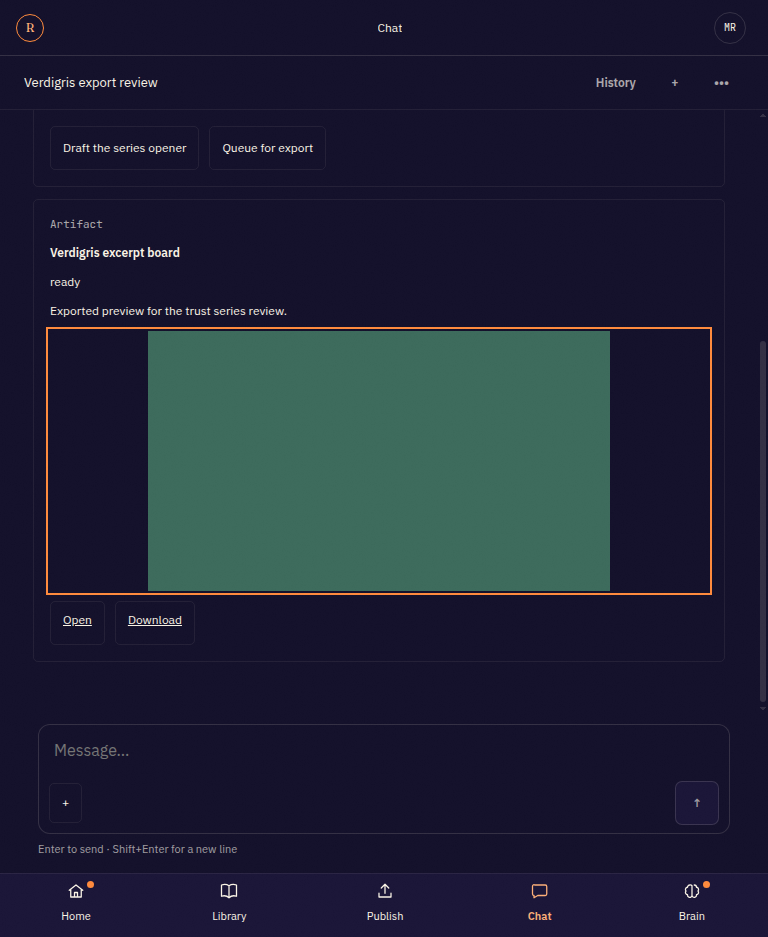 R
Chat
MR
Verdigris export review
History
+
•••
Draft the series opener
Queue for export
Artifact
Verdigris excerpt board
ready
Exported preview for the trust series review.
Open
Download
Message...
+
↑
Enter to send · Shift+Enter for a new line
Home
Library
Publish
Chat
Brain